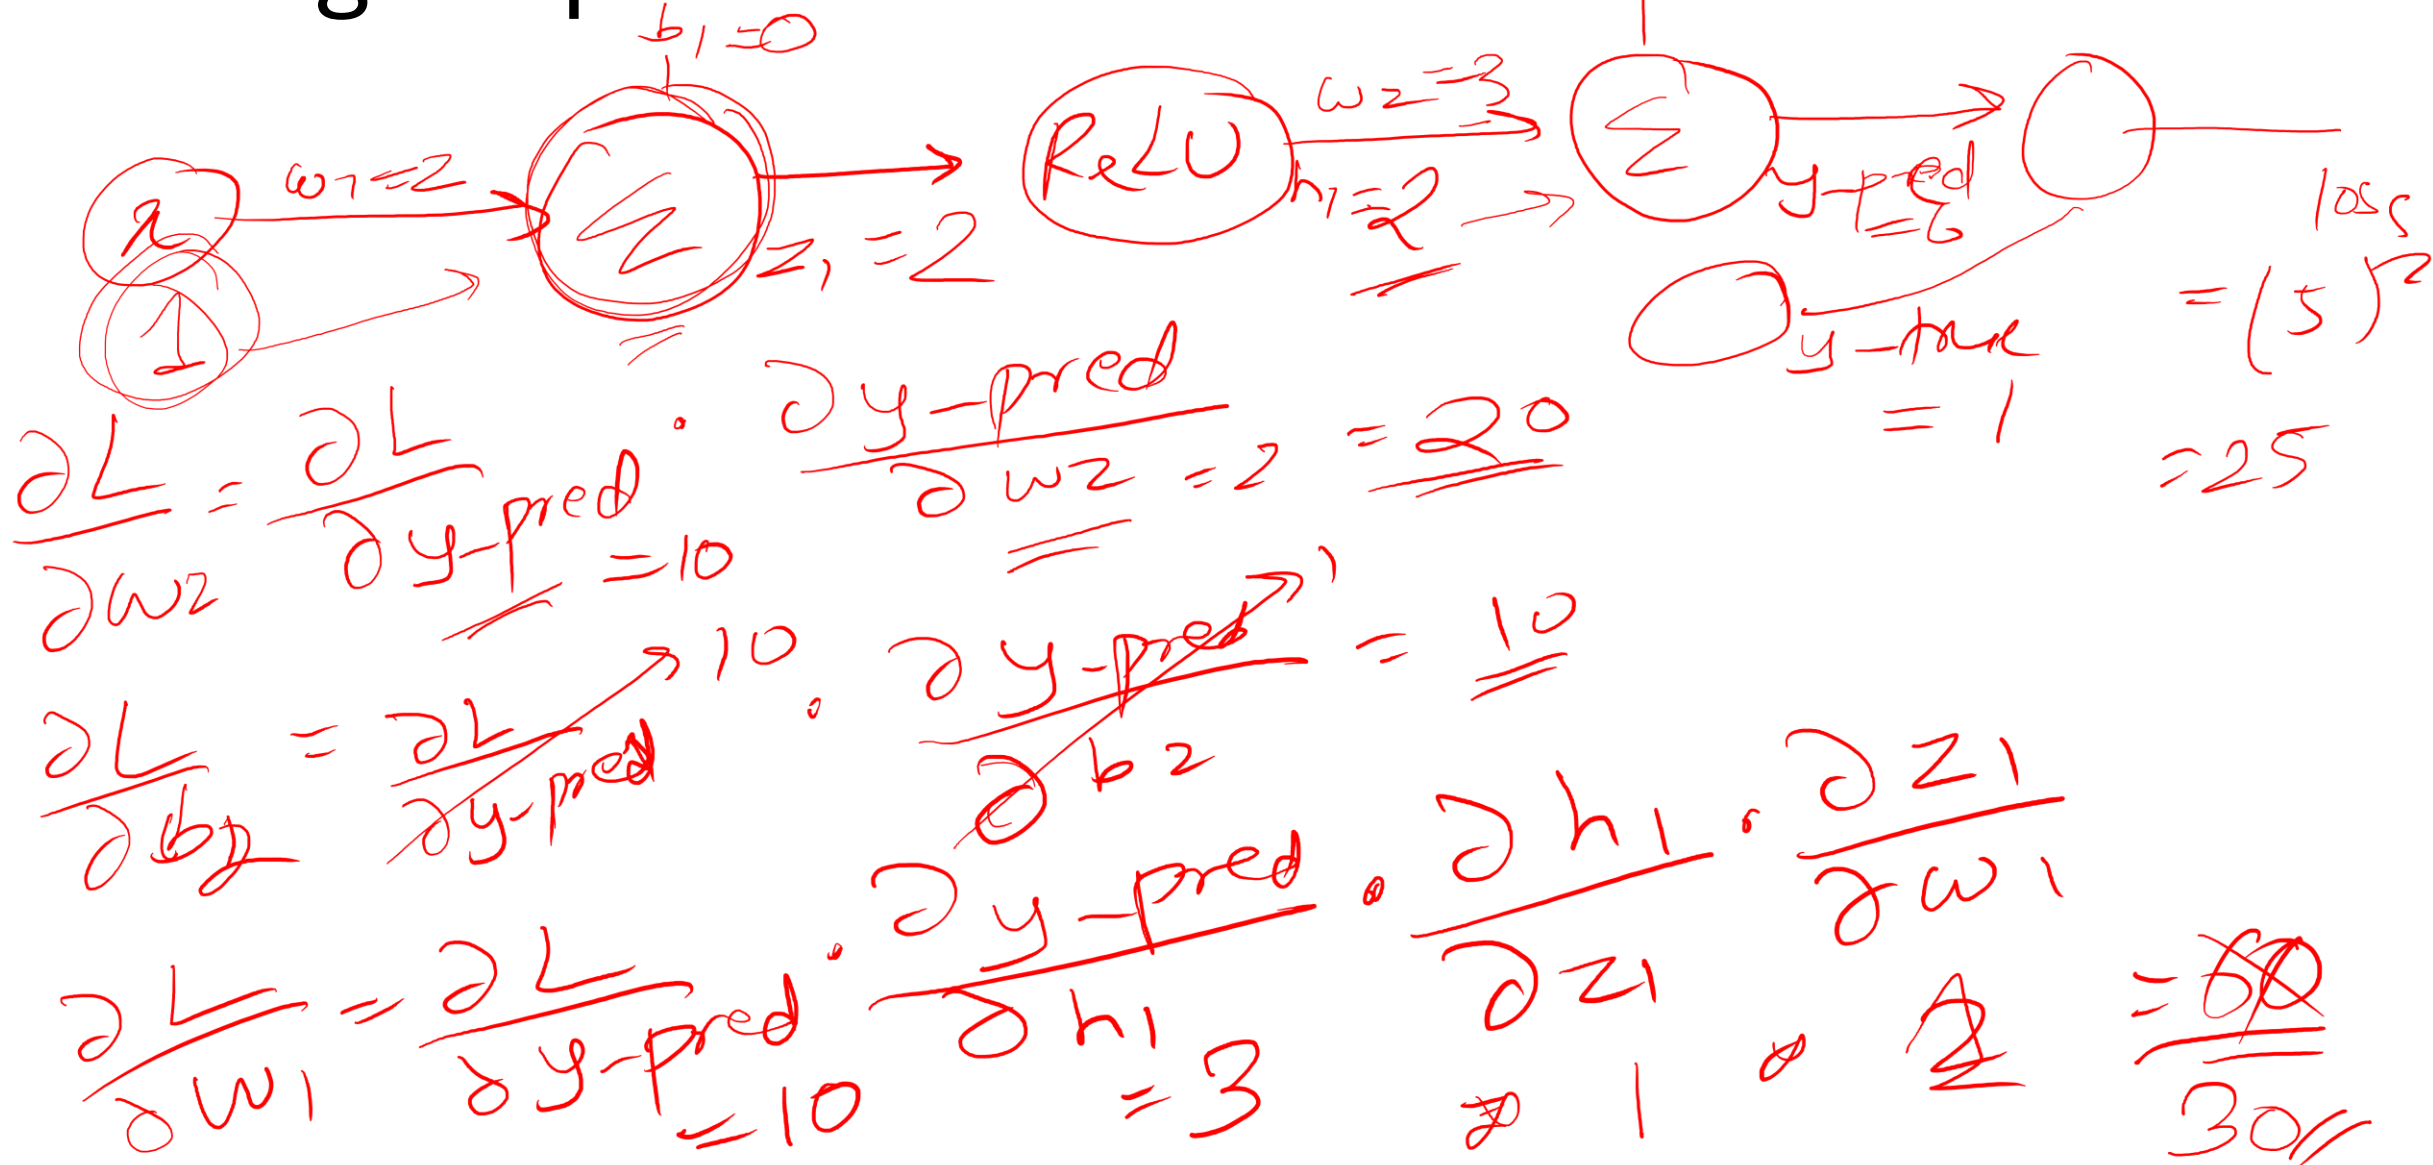 b1 = 0
x w1 = 2 Σ ReLU w2 = 3 Σ
1 z1 = 2 h1 = 2 y-pred = 6 loss
y-true = 1 = (5)²
= 25
∂L/∂w2 = ∂L/∂y-pred = 10 · ∂y-pred/∂w2 = 2 = 20
∂L/∂b2 = ∂L/∂y-pred → 10 · ∂y-pred/∂b2 → 1 = 10
∂L/∂w1 = ∂L/∂y-pred · ∂y-pred/∂h1 · ∂h1/∂z1 · ∂z1/∂w1
= 10 = 3 1 · 1 = 60
30